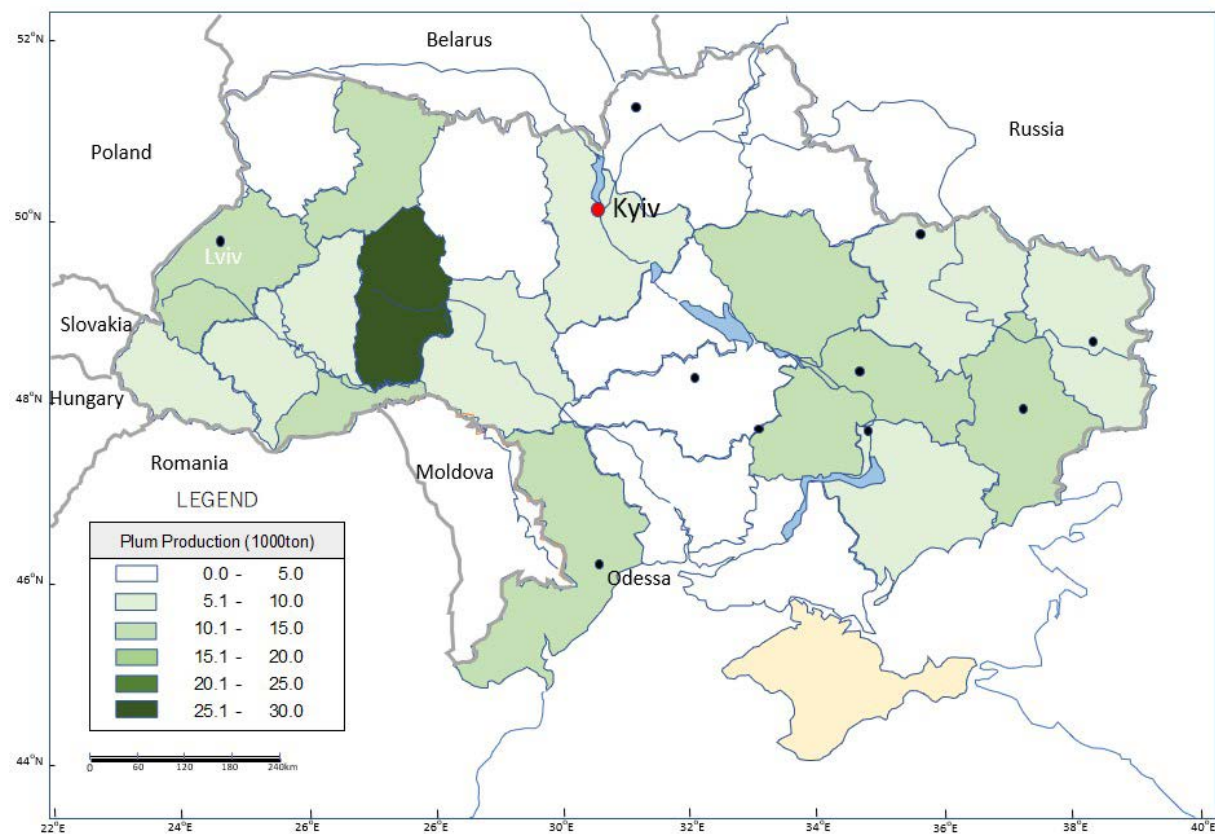 52°N
Belarus
Russia
Poland
50°N
Kyiv
Lviv
Slovakia
48°N
Hungary
Romania
Moldova
LEGEND
Plum Production (1000ton)
0.0 - 5.0
5.1 - 10.0
10.1 - 15.0
15.1 - 20.0
20.1 - 25.0
25.1 - 30.0
46°N
Odessa
44°N
0 60 120 180 240km
22°E 24°E 26°E 30°E 32°E 34°E 36°E 38°E 40°E